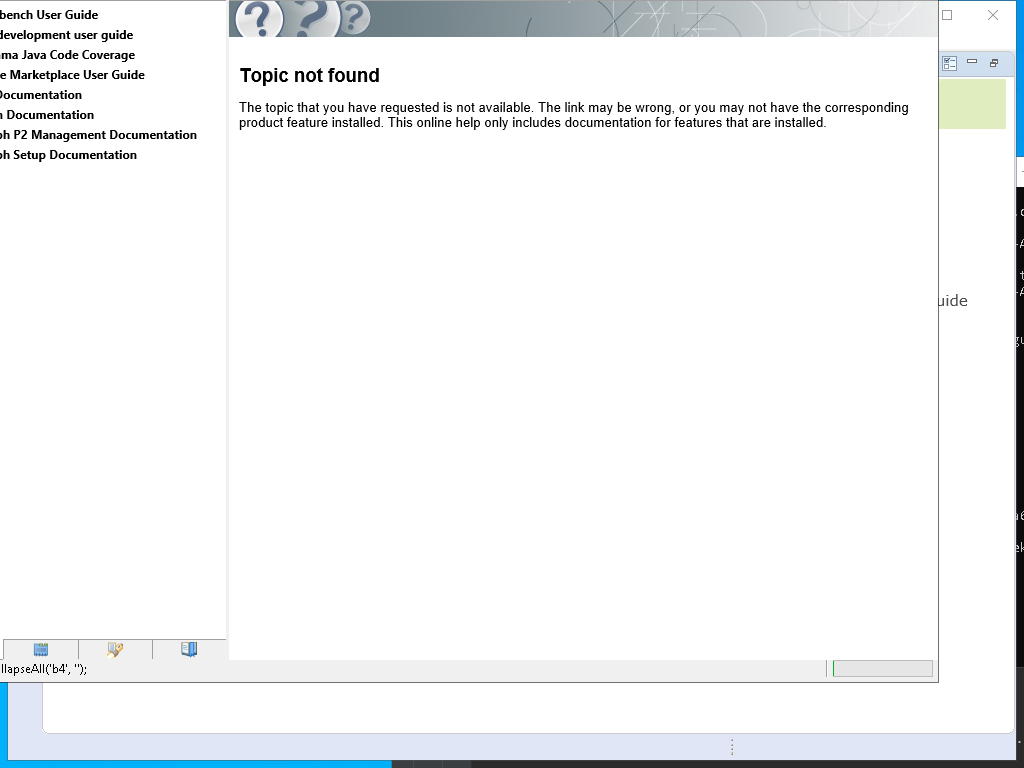 bench User Guide
development user guide
ma Java Code Coverage
e Marketplace User Guide
Documentation
n Documentation
ph P2 Management Documentation
ph Setup Documentation
Topic not found
The topic that you have requested is not available. The link may be wrong, or you may not have the corresponding
product feature installed. This online help only includes documentation for features that are installed.
uide
llapseAll('b4', '');